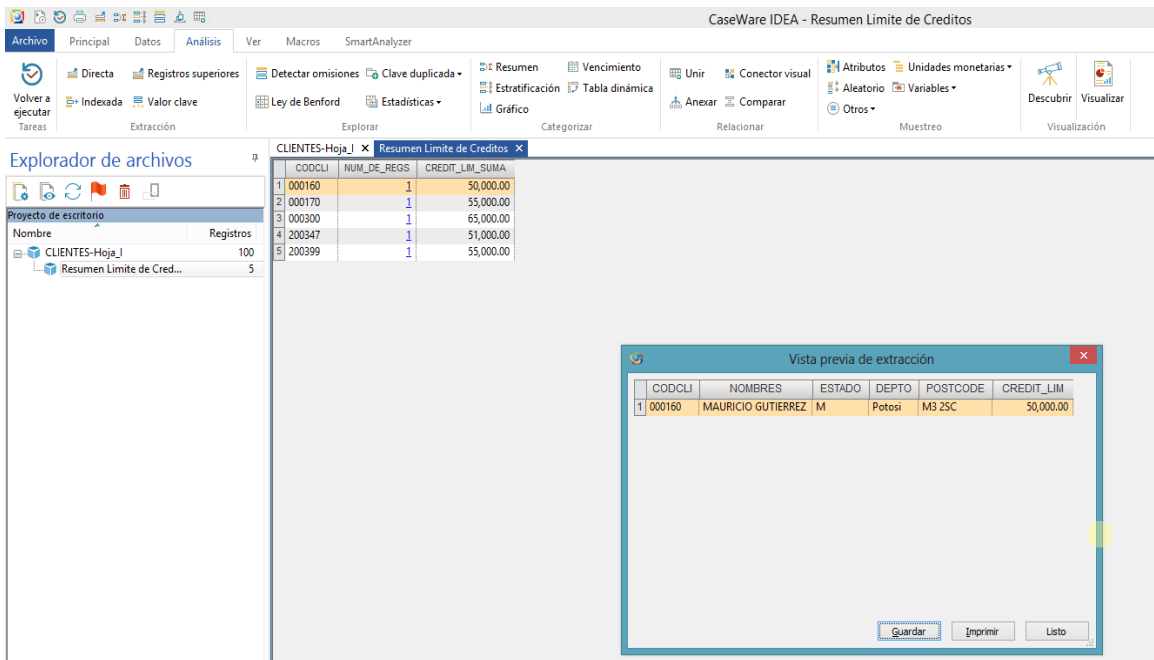 CaseWare IDEA - Resumen Limite de Creditos
Archivo Principal Datos Análisis Ver Macros SmartAnalyzer
Volver a ejecutar
Tareas
Directa Registros superiores
Indexada Valor clave
Extracción
Detectar omisiones Clave duplicada
Ley de Benford Estadísticas
Explorar
Resumen Vencimiento
Estratificación Tabla dinámica
Gráfico
Categorizar
Unir Conector visual
Anexar Comparar
Relacionar
Atributos Unidades monetarias
Aleatorio Variables
Otros
Muestreo
Descubrir Visualizar
Visualización
Explorador de archivos
Proyecto de escritorio
Nombre Registros
CLIENTES-Hoja_I 100
Resumen Limite de Cred... 5
CLIENTES-Hoja_I Resumen Limite de Creditos
CODCLI NUM_DE_REGS CREDIT_LIM_SUMA
1 000160 1 50,000.00
2 000170 1 55,000.00
3 000300 1 65,000.00
4 200347 1 51,000.00
5 200399 1 55,000.00
Vista previa de extracción
CODCLI NOMBRES ESTADO DEPTO POSTCODE CREDIT_LIM
1 000160 MAURICIO GUTIERREZ M Potosi M3 2SC 50,000.00
Guardar Imprimir Listo